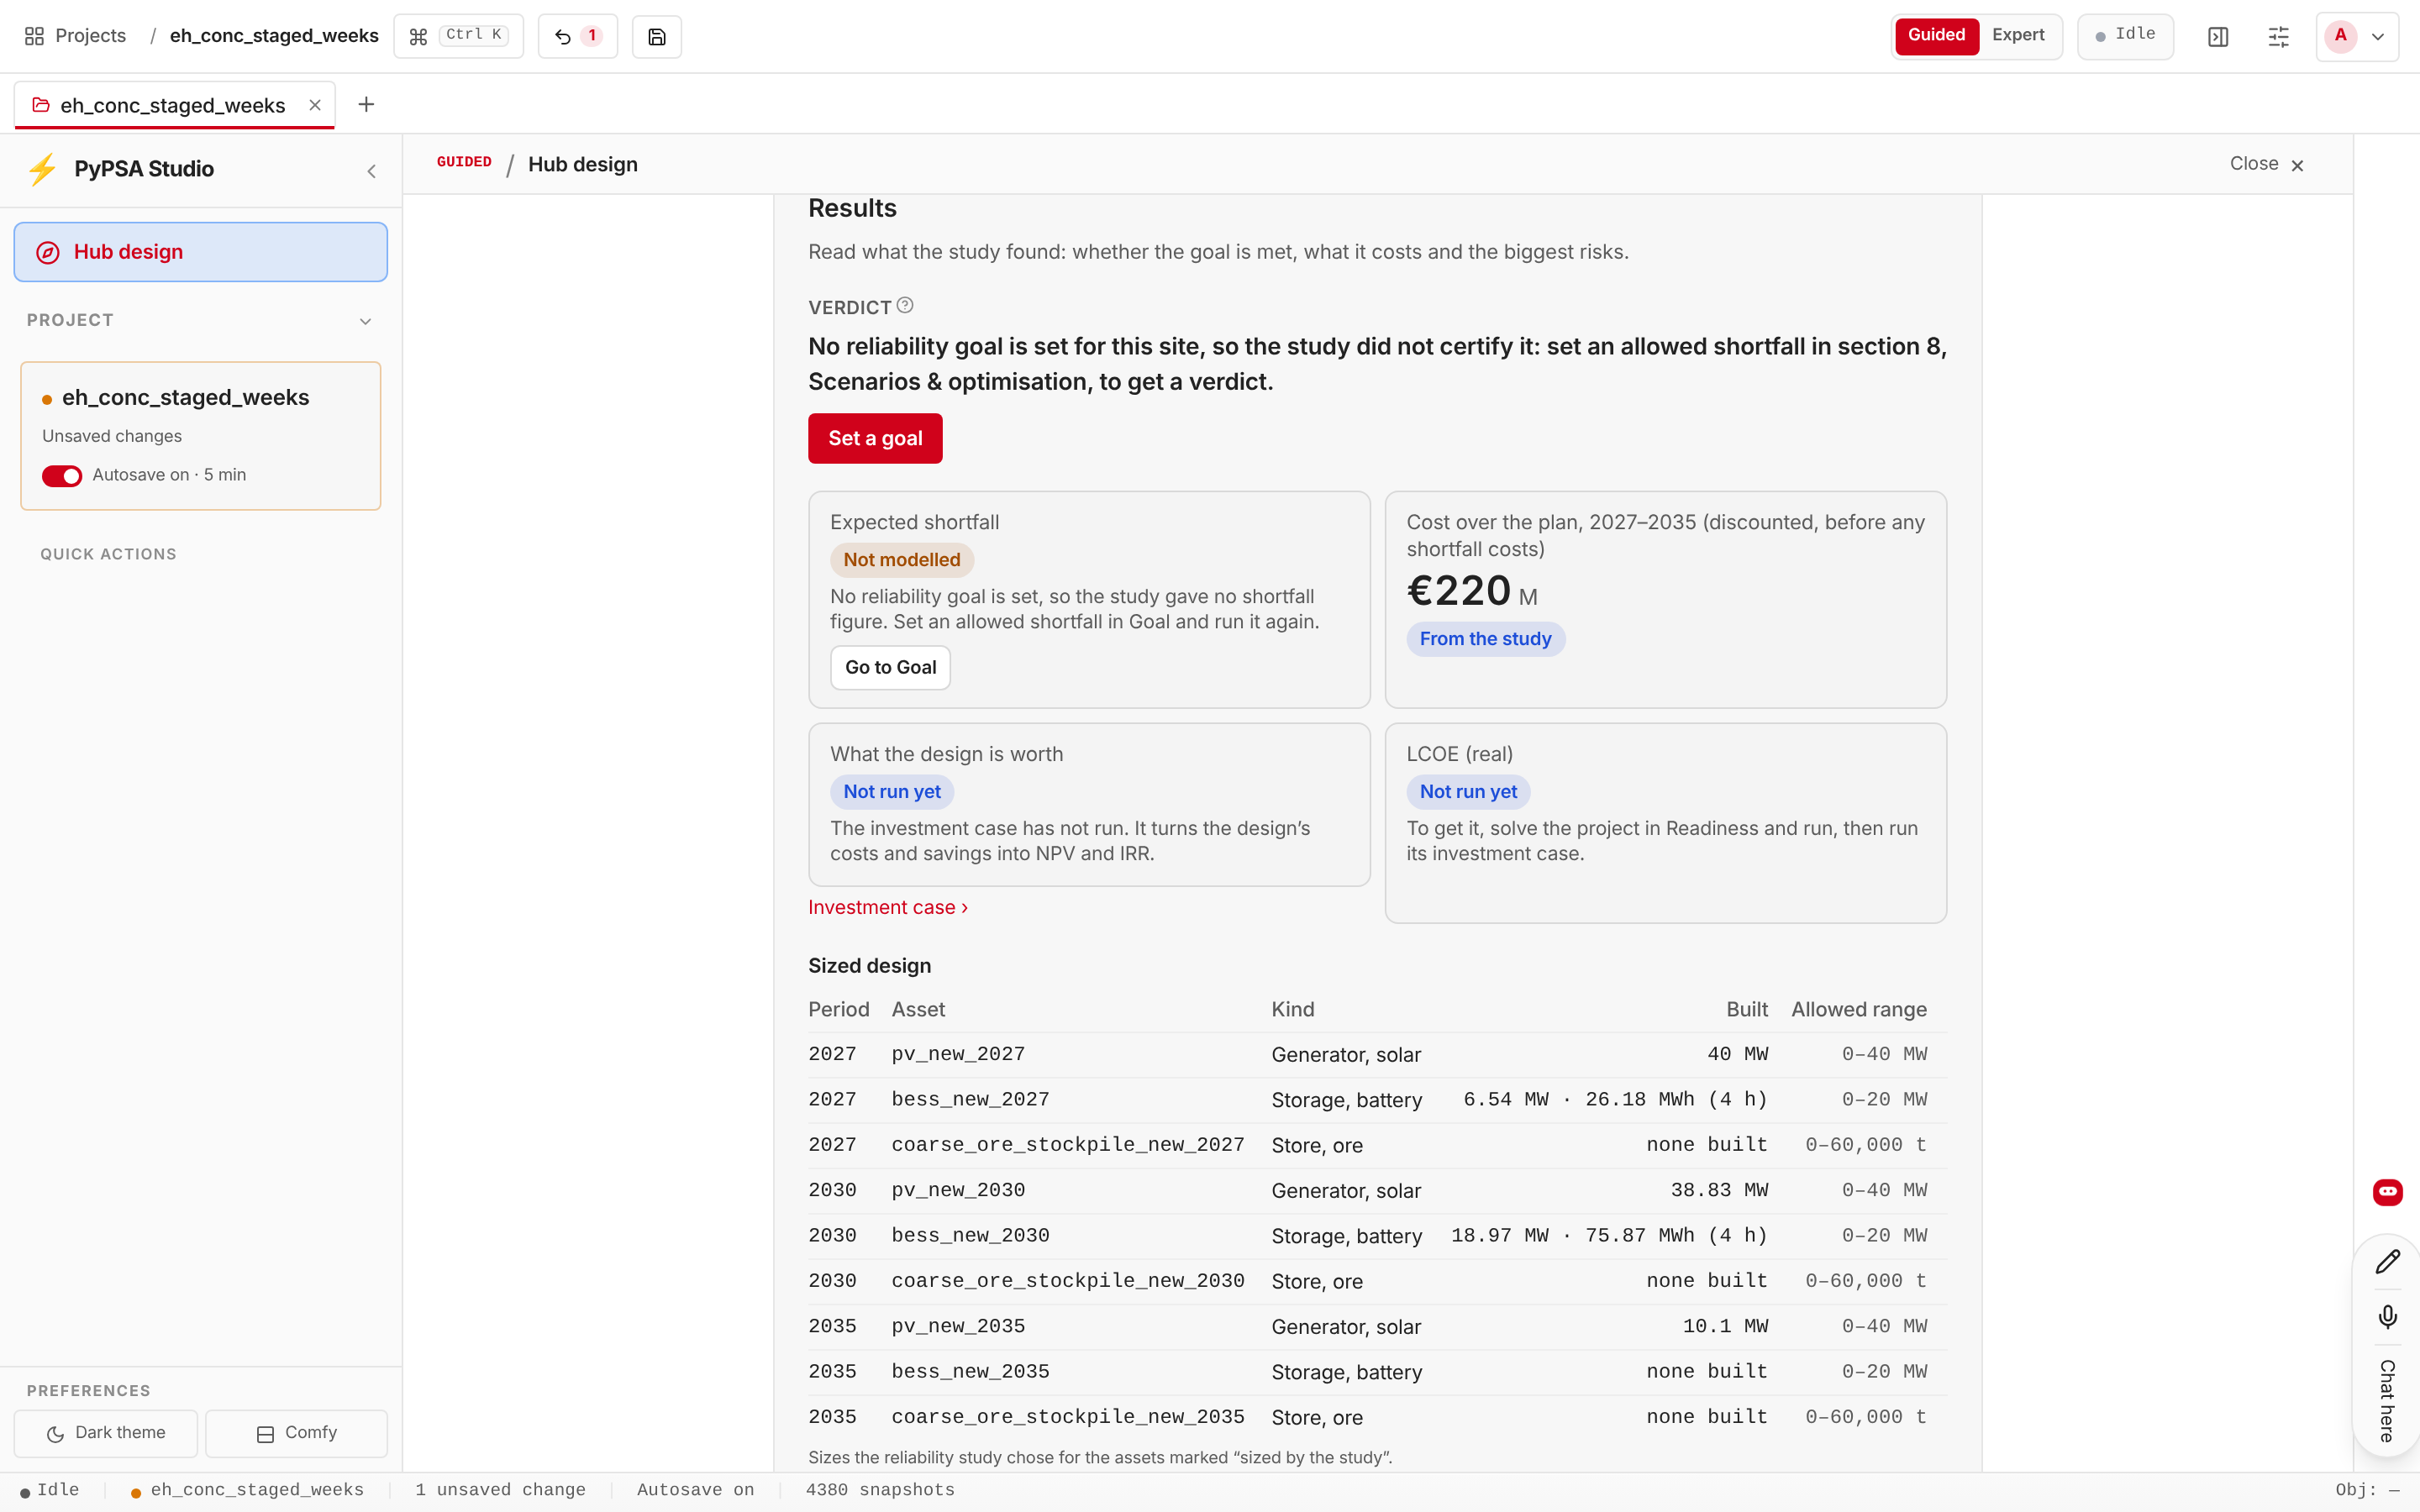 Projects / eh_conc_staged_weeks ⌘ Ctrl K 1 Guided Expert Idle A
eh_conc_staged_weeks
PyPSA Studio
GUIDED / Hub design Close
Hub design
PROJECT
eh_conc_staged_weeks
Unsaved changes
Autosave on · 5 min
QUICK ACTIONS
PREFERENCES
Dark theme Comfy
Results
Read what the study found: whether the goal is met, what it costs and the biggest risks.
VERDICT ?
No reliability goal is set for this site, so the study did not certify it: set an allowed shortfall in section 8,
Scenarios & optimisation, to get a verdict.
Set a goal
Expected shortfall
Not modelled
No reliability goal is set, so the study gave no shortfall
figure. Set an allowed shortfall in Goal and run it again.
Go to Goal
Cost over the plan, 2027–2035 (discounted, before any
shortfall costs)
€220 M
From the study
What the design is worth
Not run yet
The investment case has not run. It turns the design’s
costs and savings into NPV and IRR.
Investment case ›
LCOE (real)
Not run yet
To get it, solve the project in Readiness and run, then run
its investment case.
Sized design
Period Asset Kind Built Allowed range
2027 pv_new_2027 Generator, solar 40 MW 0–40 MW
2027 bess_new_2027 Storage, battery 6.54 MW · 26.18 MWh (4 h) 0–20 MW
2027 coarse_ore_stockpile_new_2027 Store, ore none built 0–60,000 t
2030 pv_new_2030 Generator, solar 38.83 MW 0–40 MW
2030 bess_new_2030 Storage, battery 18.97 MW · 75.87 MWh (4 h) 0–20 MW
2030 coarse_ore_stockpile_new_2030 Store, ore none built 0–60,000 t
2035 pv_new_2035 Generator, solar 10.1 MW 0–40 MW
2035 bess_new_2035 Storage, battery none built 0–20 MW
2035 coarse_ore_stockpile_new_2035 Store, ore none built 0–60,000 t
Sizes the reliability study chose for the assets marked “sized by the study”.
Chat here
Idle eh_conc_staged_weeks 1 unsaved change Autosave on 4380 snapshots Obj: —